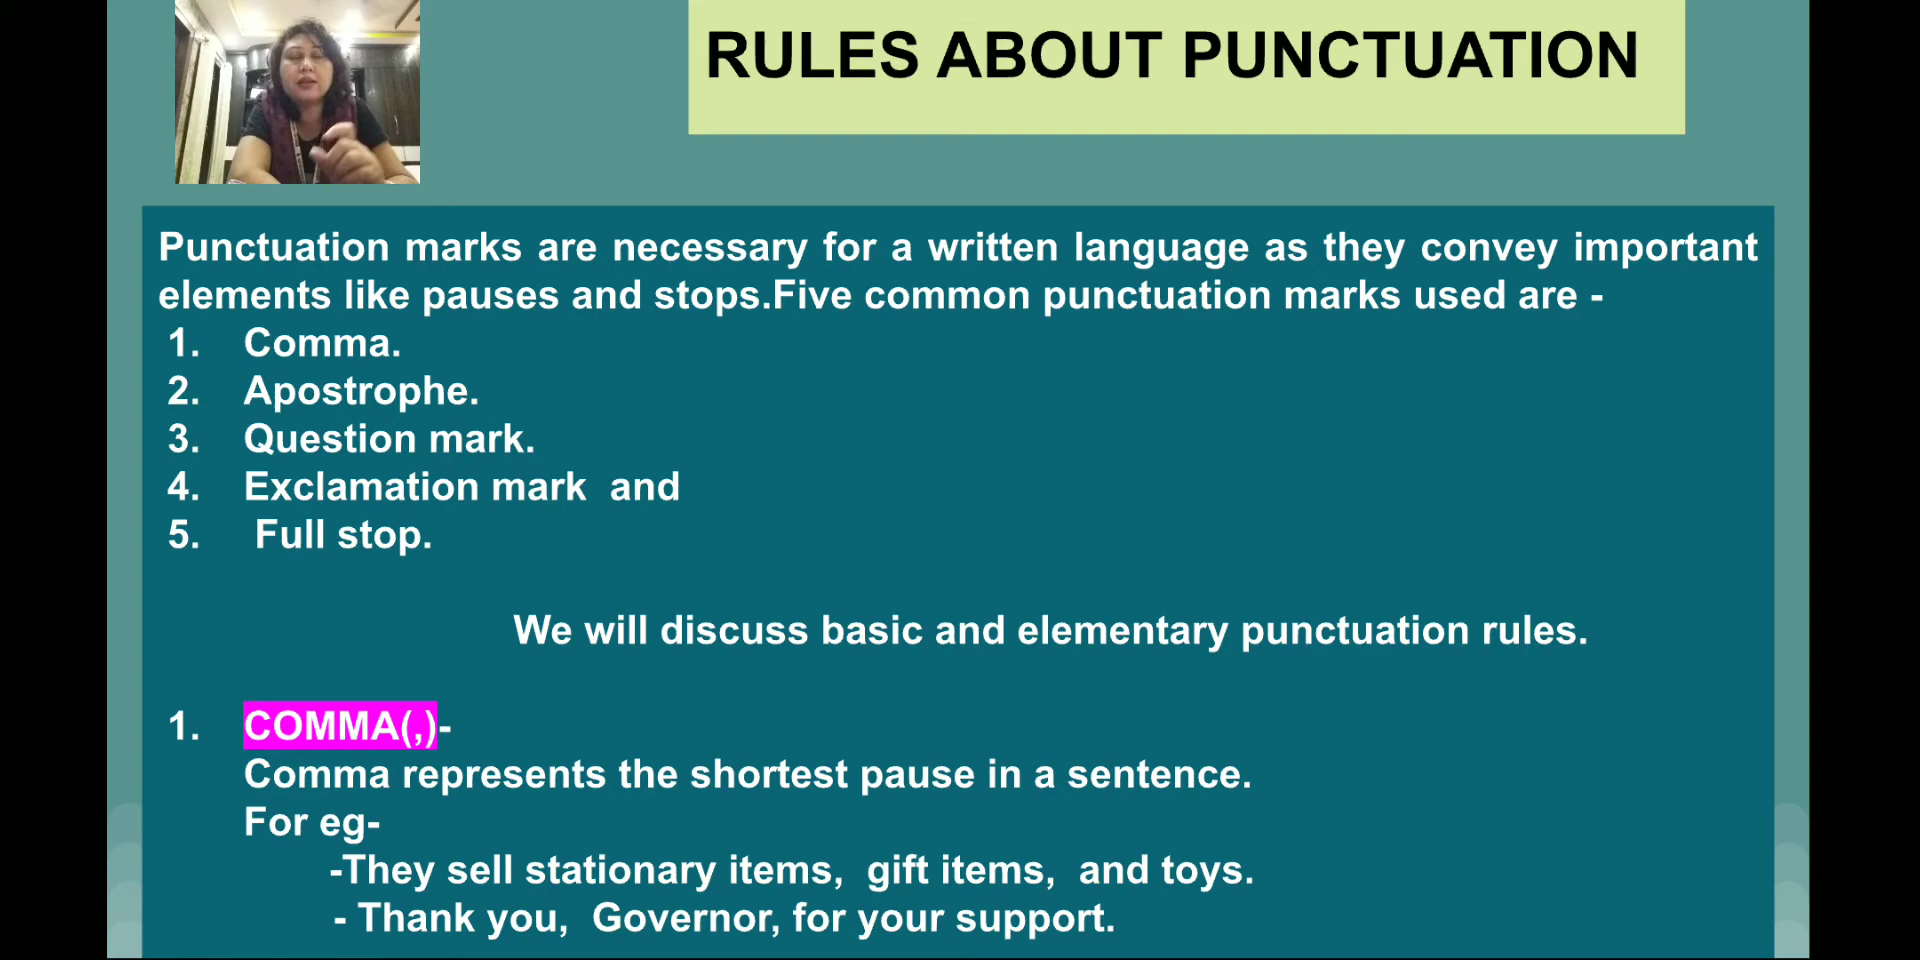 RULES ABOUT PUNCTUATION
Punctuation marks are necessary for a written language as they convey important
elements like pauses and stops.Five common punctuation marks used are -
1. Comma.
2. Apostrophe.
3. Question mark.
4. Exclamation mark  and
5.  Full stop.
We will discuss basic and elementary punctuation rules.
1. COMMA(,)-
Comma represents the shortest pause in a sentence.
For eg-
-They sell stationary items,  gift items,  and toys.
- Thank you,  Governor, for your support.